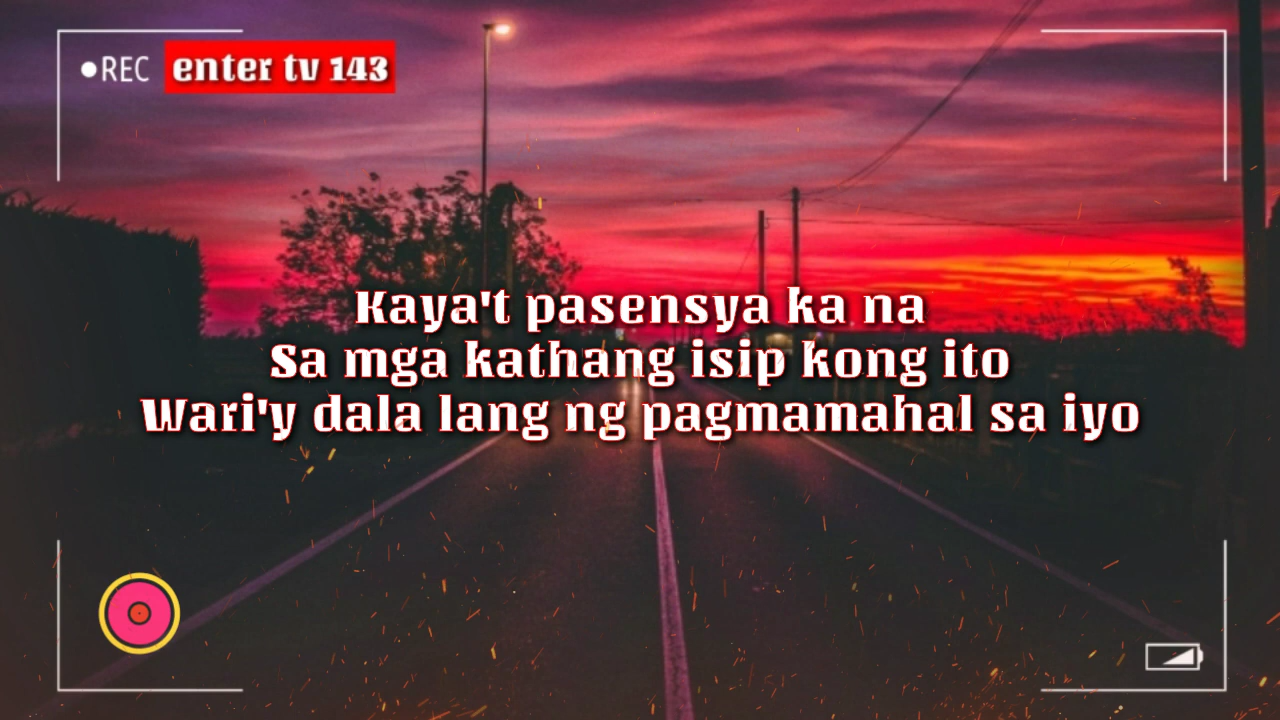 REC enter tv 143
Kaya't pasensya ka na
Sa mga kathang isip kong ito
Wari'y dala lang ng pagmamahal sa iyo